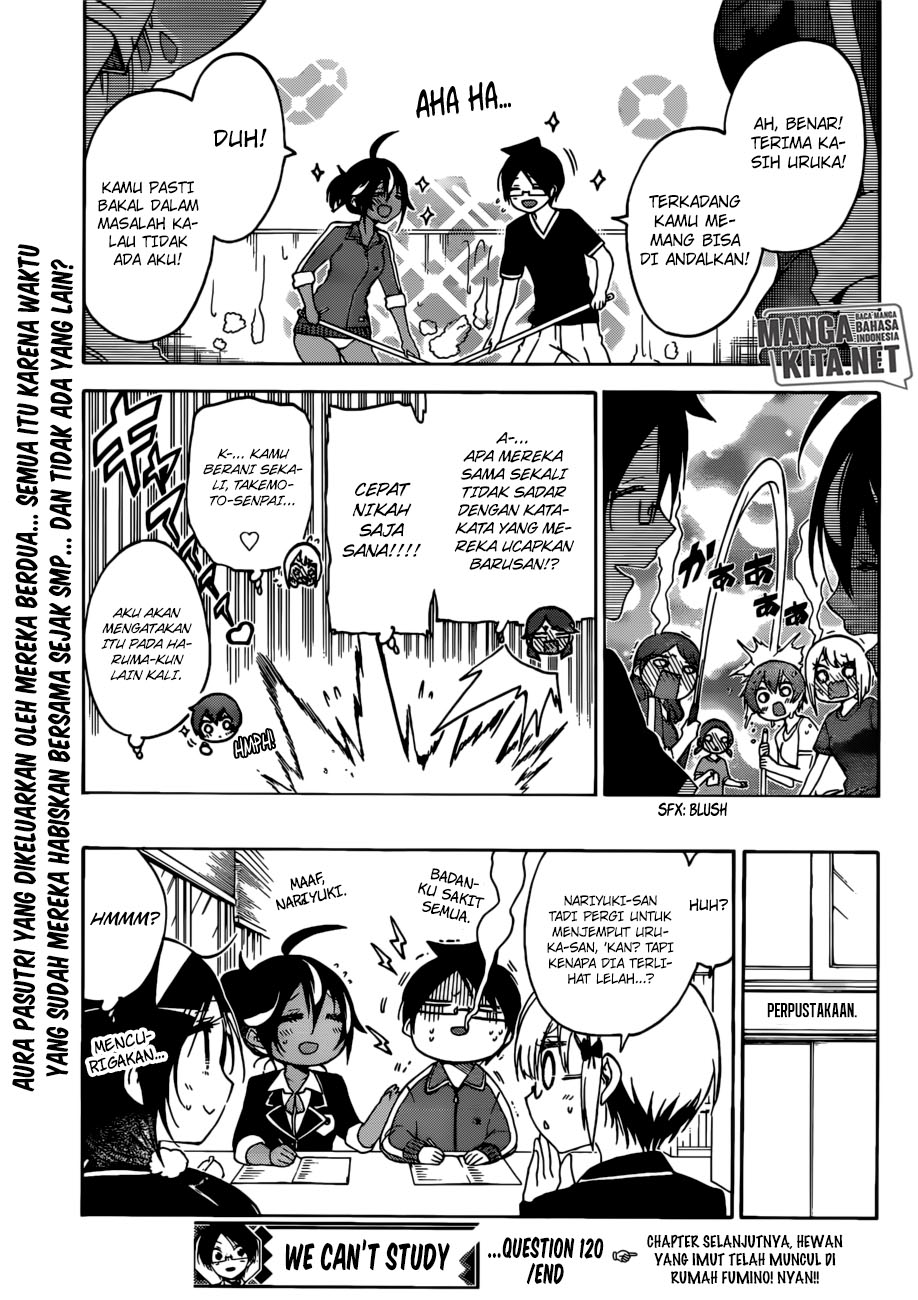 AHA HA...
AH, BENAR!
TERIMA KA-
SIH URUKA!
TERKADANG
KAMU ME-
MANG BISA
DI ANDALKAN!
DUH!
KAMU PASTI
BAKAL DALAM
MASALAH KA-
LAU TIDAK
ADA AKU!
MANGA
KITA.NET
BACA MANGA
BAHASA
INDONESIA
AURA PASUTRI YANG DIKELUARKAN OLEH MEREKA BERDUA... SEMUA ITU KARENA WAKTU
YANG SUDAH MEREKA HABISKAN BERSAMA SEJAK SMP... DAN TIDAK ADA YANG LAIN?
かぁぁぁぁ
SFX: BLUSH
A-...
APA MEREKA
SAMA SEKALI
TIDAK SADAR
DENGAN KATA-
KATA YANG ME-
REKA UCAPKAN
BARUSAN!?
CEPAT
NIKAH
SAJA
SANA!!!!
K-... KAMU
BERANI SEKA-
LI, TAKEMO-
TO-SENPAI...
♡
AKU AKAN
MENGATAKAN
ITU PADA HA-
RUMA-KUN
LAIN KALI.
HMPH!
PERPUSTAKAAN.
HUH?
NARIYUKI-SAN
TADI PERGI UNTUK
MENJEMPUT URU-
KA-SAN, 'KAN? TAPI
KENAPA DIA TERLI-
HAT LELAH...?
BADAN-
KU SAKIT
SEMUA.
MAAF,
NARIYUKI.
HMMM?
MENCU-
RIGAKAN...
WE CAN'T STUDY
...QUESTION 120
/END
☞
CHAPTER SELANJUTNYA, HEWAN
YANG IMUT TELAH MUNCUL DI
RUMAH FUMINO! NYAN!!